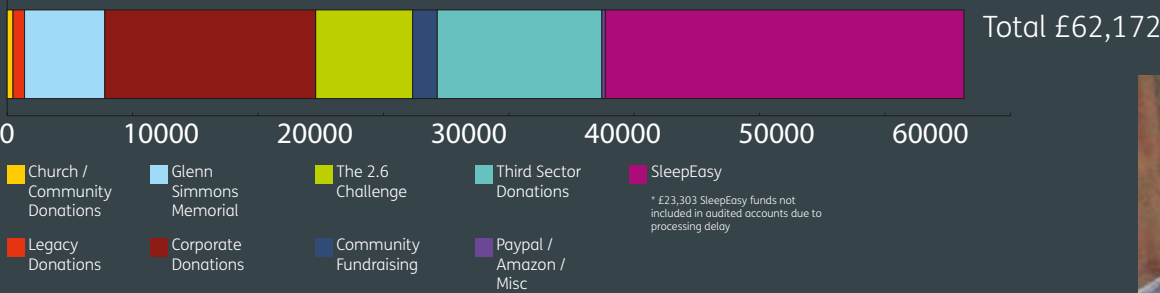 Total £62,172
0 10000 20000 30000 40000 50000 60000
Church /
Community
Donations
Glenn
Simmons
Memorial
The 2.6
Challenge
Third Sector
Donations
SleepEasy
* £23,303 SleepEasy funds not
included in audited accounts due to
processing delay
Legacy
Donations
Corporate
Donations
Community
Fundraising
Paypal /
Amazon /
Misc